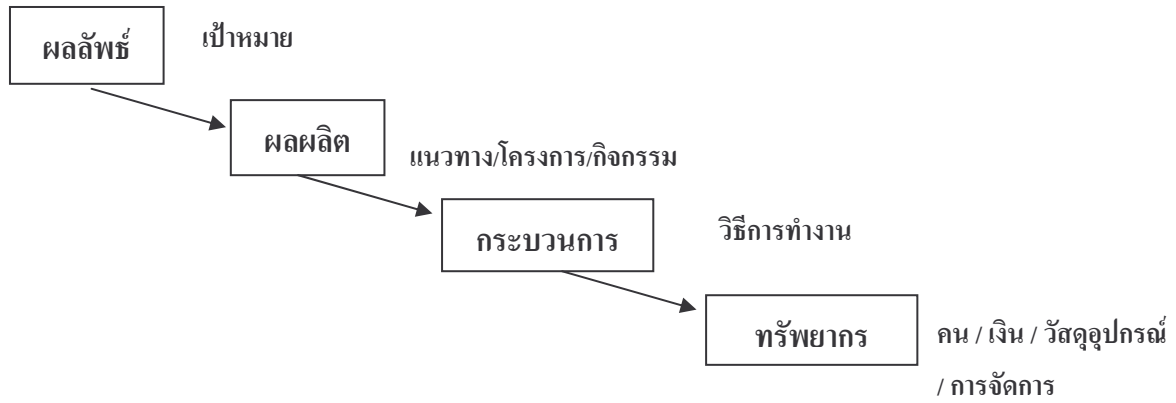 ผลลัพธ์
เป้าหมาย
ผลผลิต
แนวทาง/โครงการ/กิจกรรม
กระบวนการ
วิธีการทำงาน
ทรัพยากร
คน / เงิน / วัสดุอุปกรณ์
/ การจัดการ